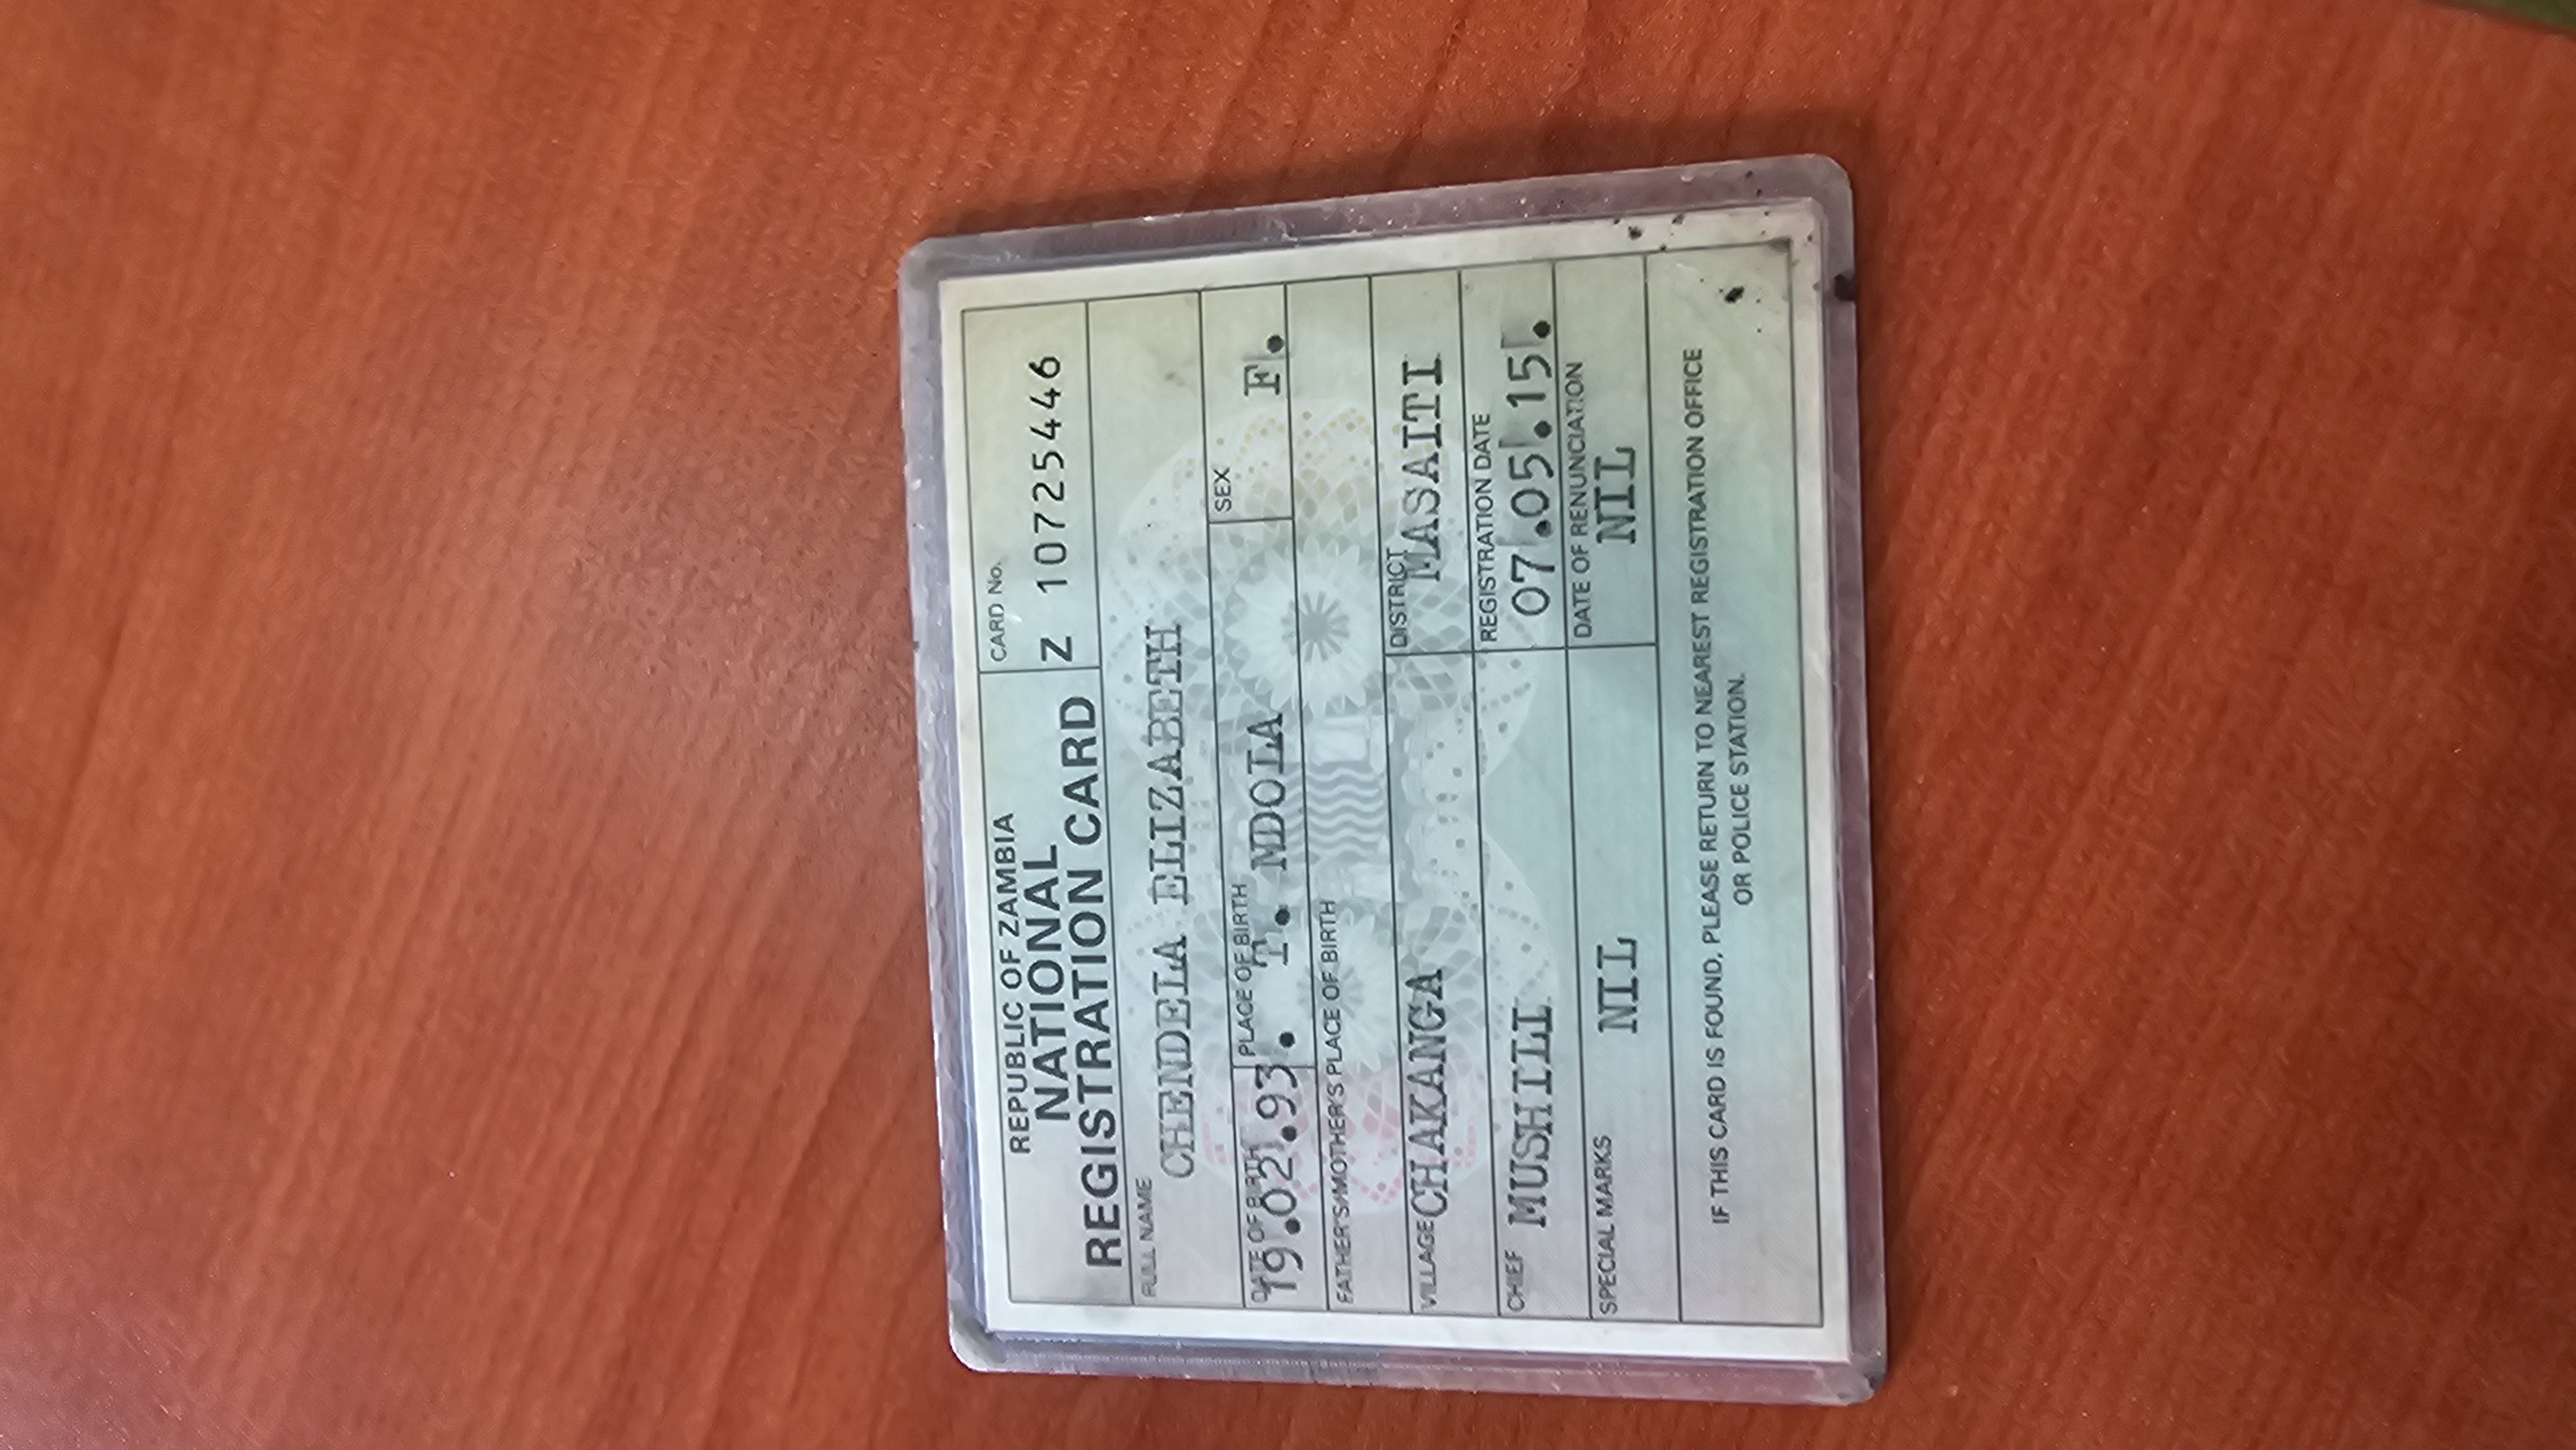 REPUBLIC OF ZAMBIA
NATIONAL
REGISTRATION CARD
CARD No.
Z 10725446
FULL NAME
CHENDELA ELIZABETH
DATE OF BIRTH
19.02.93.
PLACE OF BIRTH
T. NDOLA
SEX
F.
FATHER'S/MOTHER'S PLACE OF BIRTH
VILLAGE CHAKANGA
DISTRICT
MASAITI
CHIEF MUSHILI
REGISTRATION DATE
07.05.15.
SPECIAL MARKS
NIL
DATE OF RENUNCIATION
NIL
IF THIS CARD IS FOUND, PLEASE RETURN TO NEAREST REGISTRATION OFFICE
OR POLICE STATION.